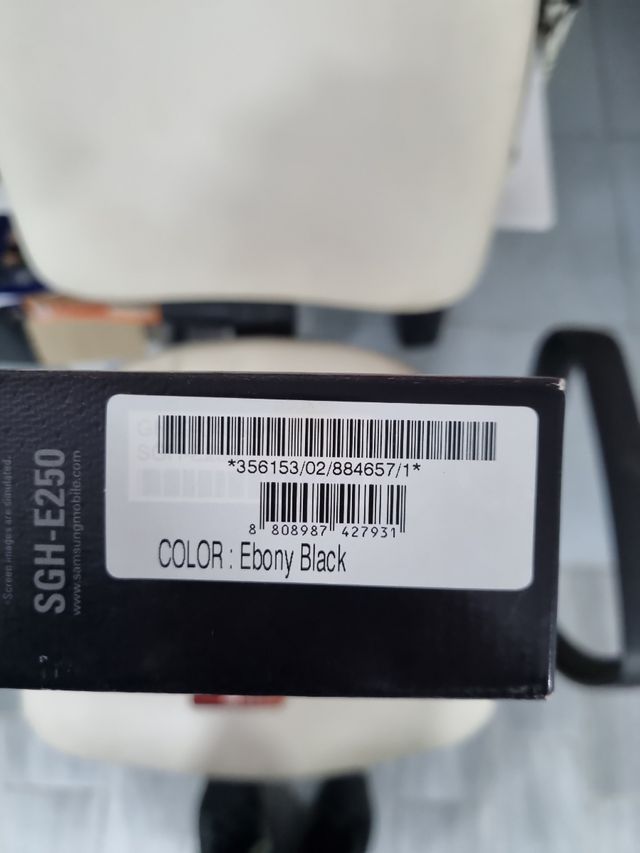 *Screen images are simulated.
SGH-E250
www.samsungmobile.com
*356153/02/884657/1*
8 808987 427931
COLOR : Ebony Black